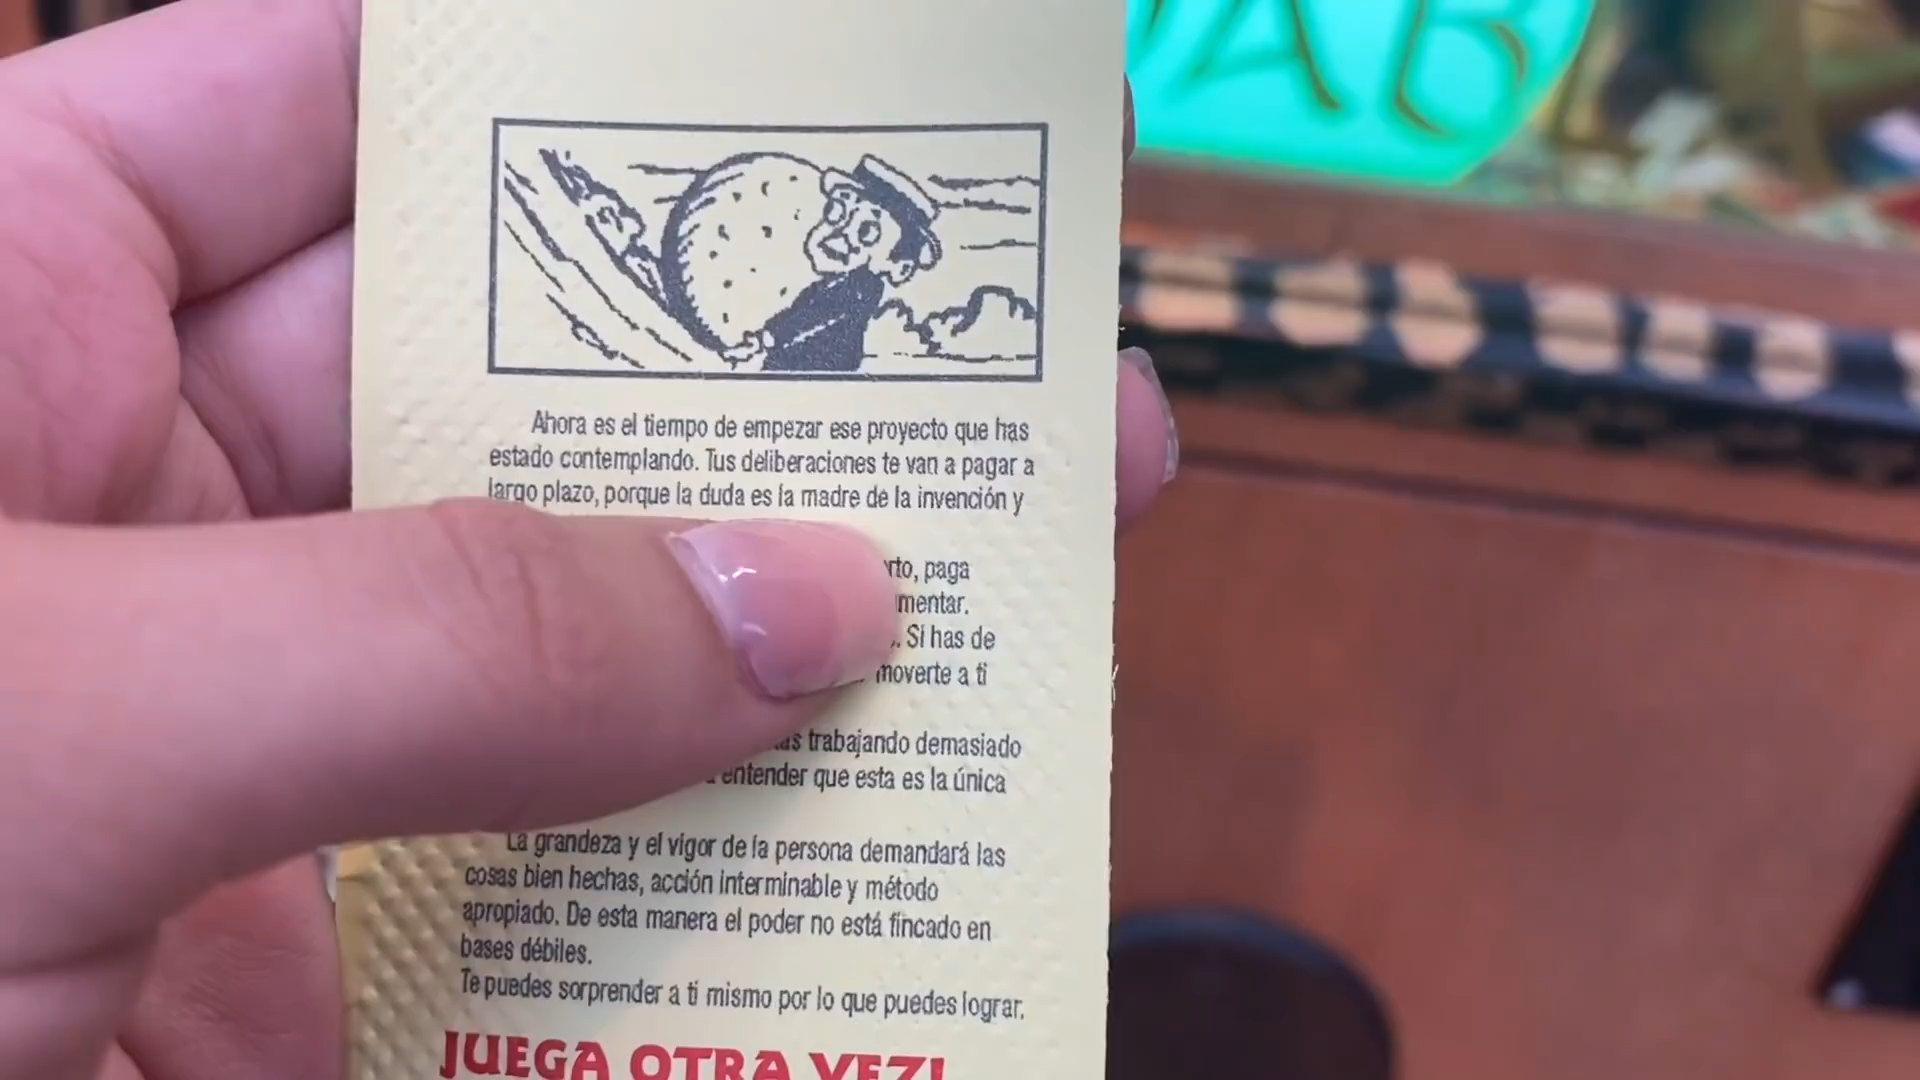 AB
Ahora es el tiempo de empezar ese proyecto que has
estado contemplando. Tus deliberaciones te van a pagar a
largo plazo, porque la duda es la madre de la invención y
paga
Sí has de
moverte a ti
trabajando demasiado
entender que esta es la única
La grandeza y el vigor de la persona demandará las
cosas bien hechas, acción interminable y método
apropiado. De esta manera el poder no está fincado en
bases débiles.
Te puedes sorprender a ti mismo por lo que puedes lograr.
JUEGA OTRA VEZ!